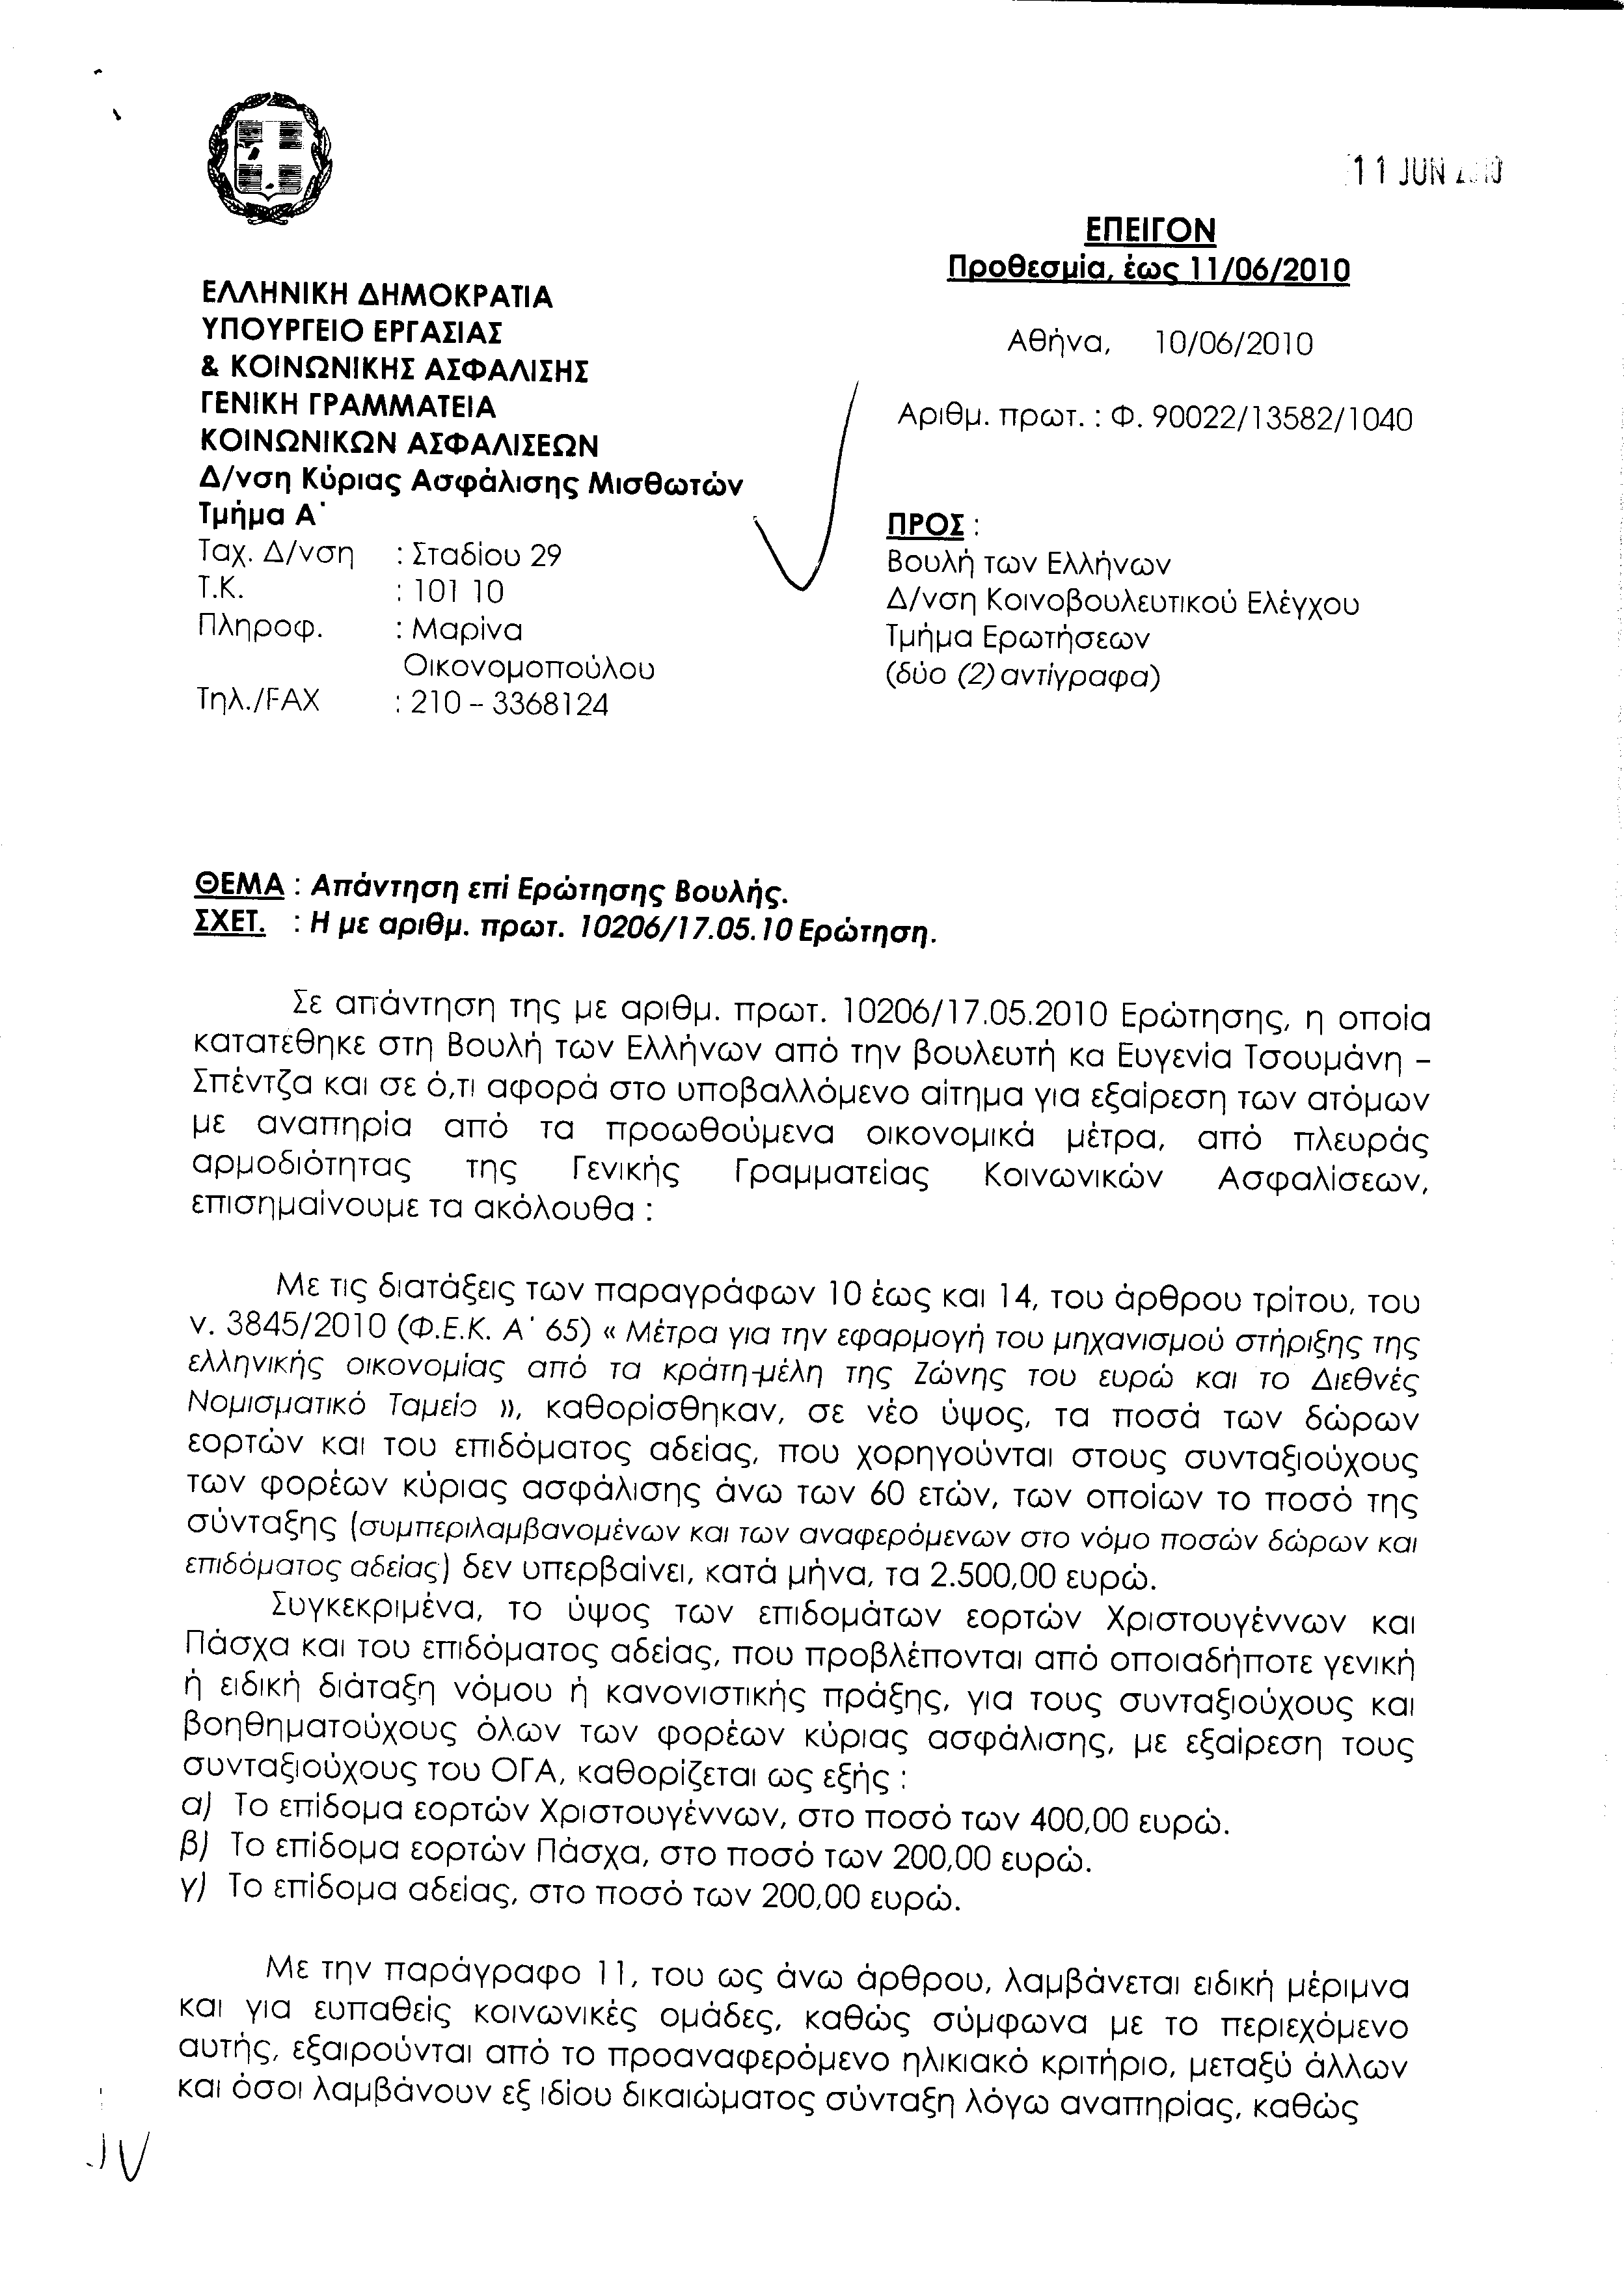 11 JUN
ΕΠΕΙΓΟΝ
Προθεσμία, έως 11/06/2010
ΕΛΛΗΝΙΚΗ ΔΗΜΟΚΡΑΤΙΑ
ΥΠΟΥΡΓΕΙΟ ΕΡΓΑΣΙΑΣ
& ΚΟΙΝΩΝΙΚΗΣ ΑΣΦΑΛΙΣΗΣ
ΓΕΝΙΚΗ ΓΡΑΜΜΑΤΕΙΑ
ΚΟΙΝΩΝΙΚΩΝ ΑΣΦΑΛΙΣΕΩΝ
Δ/νση Κύριας Ασφάλισης Μισθωτών
Τμήμα Α΄
Ταχ. Δ/νση : Σταδίου 29
Τ.Κ. : 101 10
Πληροφ. : Μαρίνα
Οικονομοπούλου
Τηλ./FAX : 210 – 3368124
Αθήνα, 10/06/2010
Αριθμ. πρωτ. : Φ. 90022/13582/1040
ΠΡΟΣ :
Βουλή των Ελλήνων
Δ/νση Κοινοβουλευτικού Ελέγχου
Τμήμα Ερωτήσεων
(δύο (2) αντίγραφα)
ΘΕΜΑ : Απάντηση επί Ερώτησης Βουλής.
ΣΧΕΤ. : Η με αριθμ. πρωτ. 10206/17.05.10 Ερώτηση.
Σε απάντηση της με αριθμ. πρωτ. 10206/17.05.2010 Ερώτησης, η οποία
κατατέθηκε στη Βουλή των Ελλήνων από την βουλευτή κα Ευγενία Τσουμάνη –
Σπέντζα και σε ό,τι αφορά στο υποβαλλόμενο αίτημα για εξαίρεση των ατόμων
με αναπηρία από τα προωθούμενα οικονομικά μέτρα, από πλευράς
αρμοδιότητας της Γενικής Γραμματείας Κοινωνικών Ασφαλίσεων,
επισημαίνουμε τα ακόλουθα :
Με τις διατάξεις των παραγράφων 10 έως και 14, του άρθρου τρίτου, του
ν. 3845/2010 (Φ.Ε.Κ. Α΄ 65) « Μέτρα για την εφαρμογή του μηχανισμού στήριξης της
ελληνικής οικονομίας από τα κράτη-μέλη της Ζώνης του ευρώ και το Διεθνές
Νομισματικό Ταμείο », καθορίσθηκαν, σε νέο ύψος, τα ποσά των δώρων
εορτών και του επιδόματος αδείας, που χορηγούνται στους συνταξιούχους
των φορέων κύριας ασφάλισης άνω των 60 ετών, των οποίων το ποσό της
σύνταξης (συμπεριλαμβανομένων και των αναφερόμενων στο νόμο ποσών δώρων και
επιδόματος αδείας) δεν υπερβαίνει, κατά μήνα, τα 2.500,00 ευρώ.
Συγκεκριμένα, το ύψος των επιδομάτων εορτών Χριστουγέννων και
Πάσχα και του επιδόματος αδείας, που προβλέπονται από οποιαδήποτε γενική
ή ειδική διάταξη νόμου ή κανονιστικής πράξης, για τους συνταξιούχους και
βοηθηματούχους όλων των φορέων κύριας ασφάλισης, με εξαίρεση τους
συνταξιούχους του ΟΓΑ, καθορίζεται ως εξής :
α) Το επίδομα εορτών Χριστουγέννων, στο ποσό των 400,00 ευρώ.
β) Το επίδομα εορτών Πάσχα, στο ποσό των 200,00 ευρώ.
γ) Το επίδομα αδείας, στο ποσό των 200,00 ευρώ.
Με την παράγραφο 11, του ως άνω άρθρου, λαμβάνεται ειδική μέριμνα
και για ευπαθείς κοινωνικές ομάδες, καθώς σύμφωνα με το περιεχόμενο
αυτής, εξαιρούνται από το προαναφερόμενο ηλικιακό κριτήριο, μεταξύ άλλων
και όσοι λαμβάνουν εξ ιδίου δικαιώματος σύνταξη λόγω αναπηρίας, καθώς